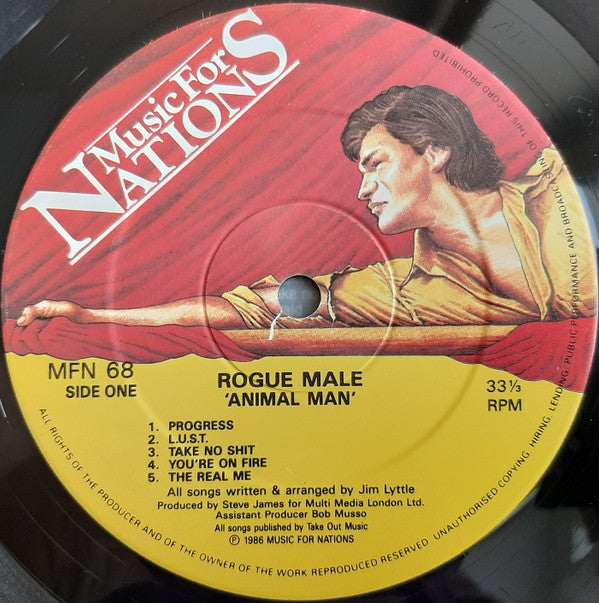 Music For
NATIONS
MFN 68
SIDE ONE
ROGUE MALE
'ANIMAL MAN'
33⅓
RPM
1. PROGRESS
2. L.U.S.T.
3. TAKE NO SHIT
4. YOU'RE ON FIRE
5. THE REAL ME
All songs written & arranged by Jim Lyttle
Produced by Steve James for Multi Media London Ltd.
Assistant Producer Bob Musso
All songs published by Take Out Music
Ⓟ 1986 MUSIC FOR NATIONS
ALL RIGHTS OF THE PRODUCER AND OF THE OWNER OF THE WORK REPRODUCED RESERVED. UNAUTHORISED COPYING, HIRING, LENDING, PUBLIC PERFORMANCE AND BROADCASTING OF THIS RECORD PROHIBITED